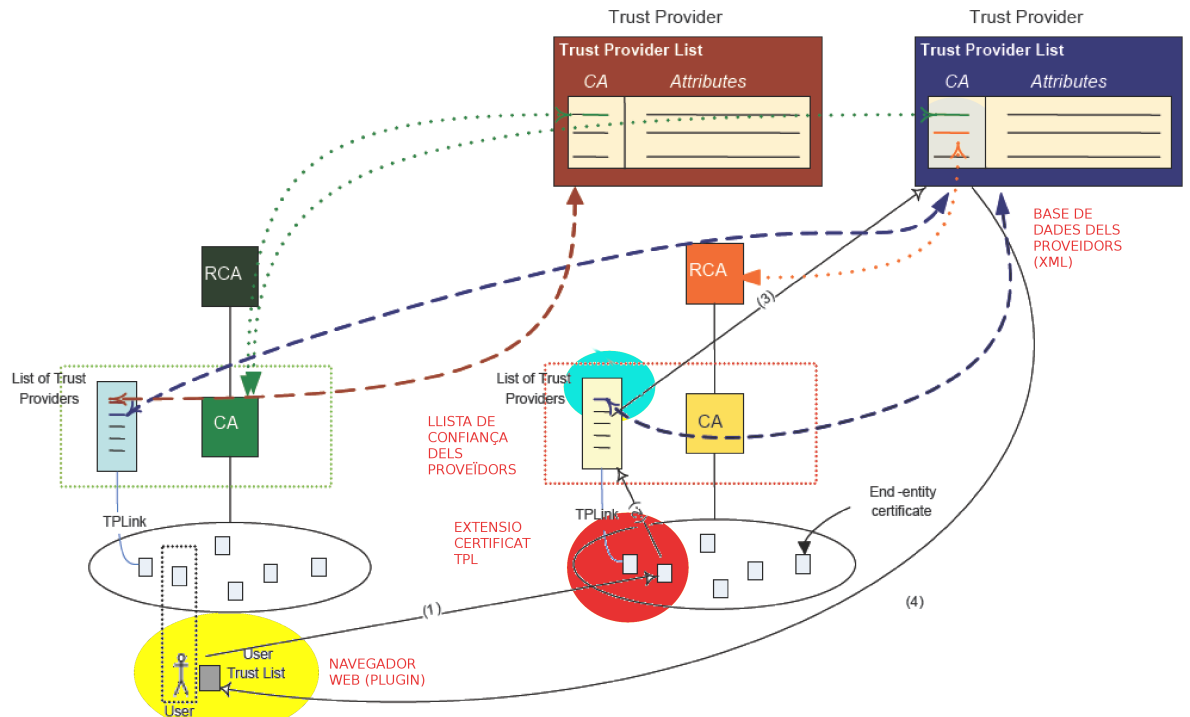 Trust Provider
Trust Provider
Trust Provider List
CA Attributes
Trust Provider List
CA Attributes
BASE DE
DADES DELS
PROVEIDORS
(XML)
RCA
RCA
(3)
List of Trust
Providers
CA
List of Trust
Providers
CA
LLISTA DE
CONFIANÇA
DELS
PROVEÏDORS
TPLink
TPLink
(2)
End -entity
certificate
EXTENSIO
CERTIFICAT
TPL
(1)
(4)
User
Trust List
User
NAVEGADOR
WEB (PLUGIN)